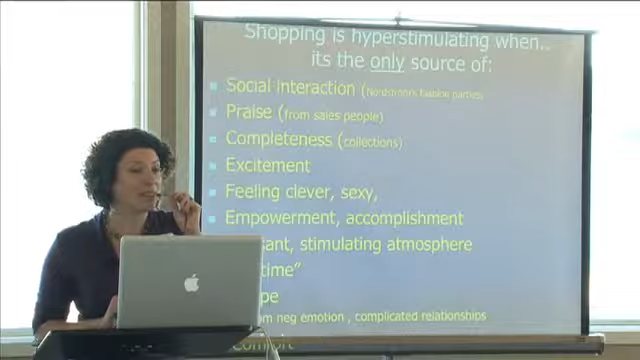 Shopping is hyperstimulating when..
its the only source of:
Social interaction (Nordstrom's fashion parties)
Praise (from sales people)
Completeness (collections)
Excitement
Feeling clever, sexy,
Empowerment, accomplishment
stimulating atmosphere
time"
neg emotion , complicated relationships
Comfort